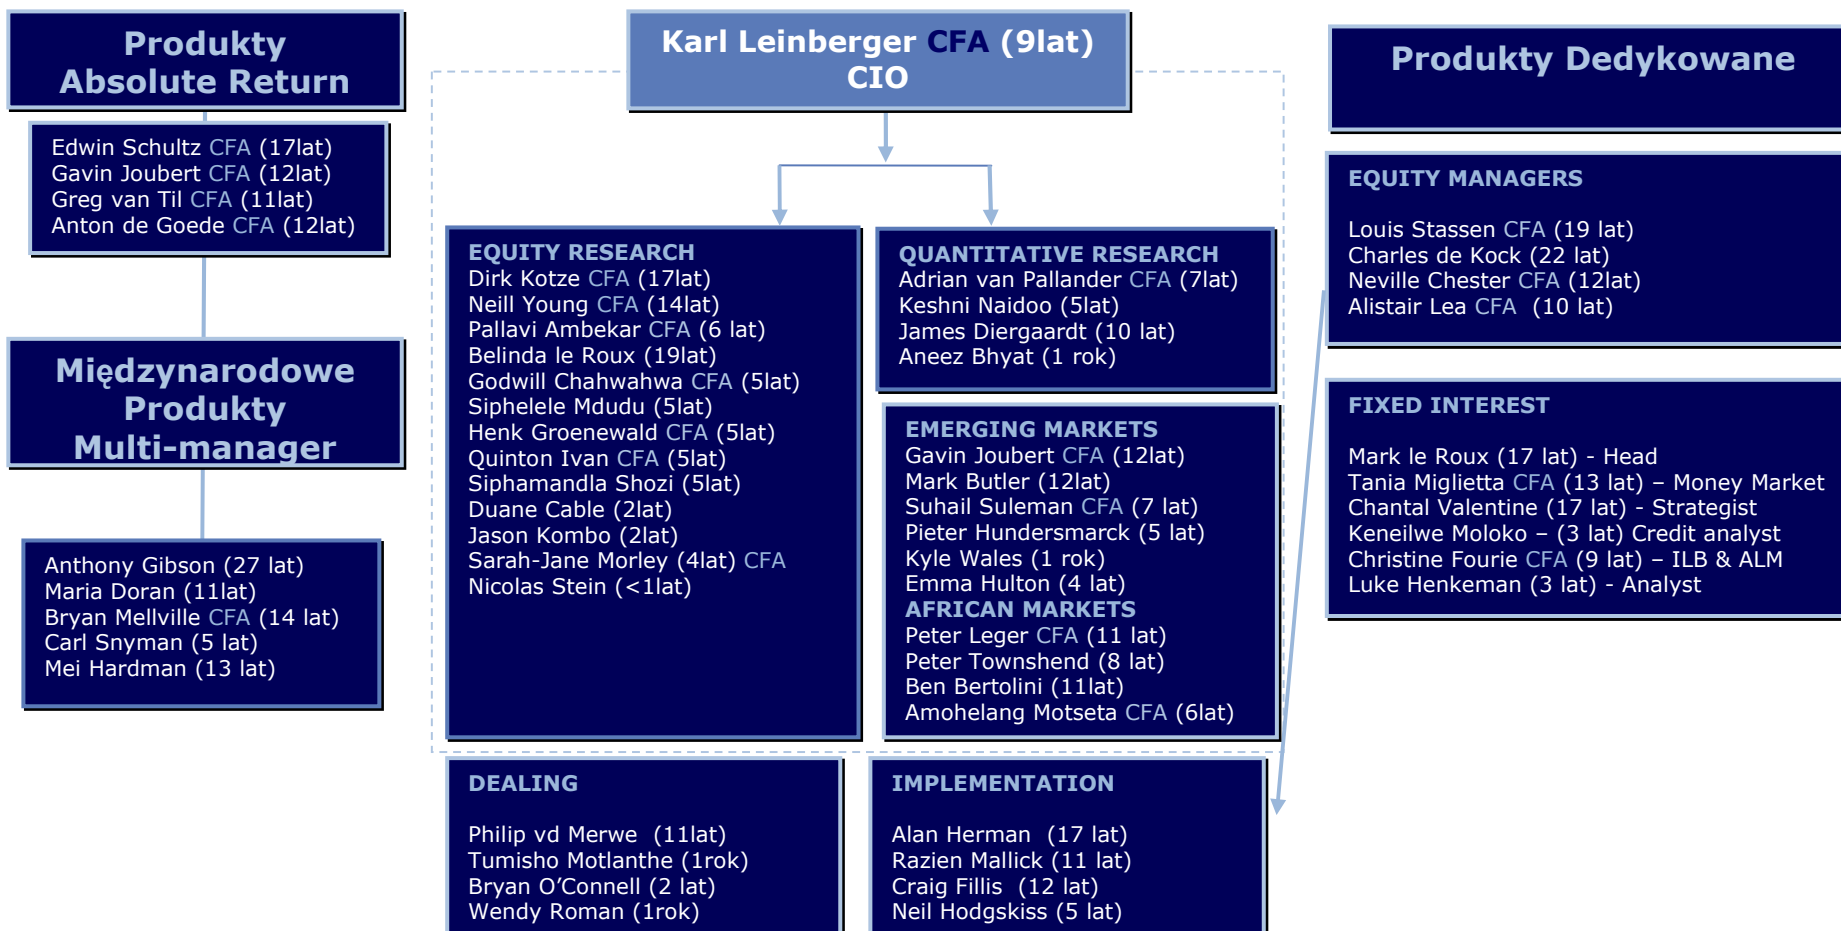 Produkty
Absolute Return
Edwin Schultz CFA (17lat)
Gavin Joubert CFA (12lat)
Greg van Til CFA (11lat)
Anton de Goede CFA (12lat)
Międzynarodowe
Produkty
Multi-manager
Anthony Gibson (27 lat)
Maria Doran (11lat)
Bryan Mellville CFA (14 lat)
Carl Snyman (5 lat)
Mei Hardman (13 lat)
Karl Leinberger CFA (9lat)
CIO
EQUITY RESEARCH
Dirk Kotze CFA (17lat)
Neill Young CFA (14lat)
Pallavi Ambekar CFA (6 lat)
Belinda le Roux (19lat)
Godwill Chahwahwa CFA (5lat)
Siphelele Mdudu (5lat)
Henk Groenewald CFA (5lat)
Quinton Ivan CFA (5lat)
Siphamandla Shozi (5lat)
Duane Cable (2lat)
Jason Kombo (2lat)
Sarah-Jane Morley (4lat) CFA
Nicolas Stein (<1lat)
QUANTITATIVE RESEARCH
Adrian van Pallander CFA (7lat)
Keshni Naidoo (5lat)
James Diergaardt (10 lat)
Aneez Bhyat (1 rok)
EMERGING MARKETS
Gavin Joubert CFA (12lat)
Mark Butler (12lat)
Suhail Suleman CFA (7 lat)
Pieter Hundersmarck (5 lat)
Kyle Wales (1 rok)
Emma Hulton (4 lat)
AFRICAN MARKETS
Peter Leger CFA (11 lat)
Peter Townshend (8 lat)
Ben Bertolini (11lat)
Amohelang Motseta CFA (6lat)
DEALING
Philip vd Merwe  (11lat)
Tumisho Motlanthe (1rok)
Bryan O’Connell (2 lat)
Wendy Roman (1rok)
IMPLEMENTATION
Alan Herman  (17 lat)
Razien Mallick (11 lat)
Craig Fillis  (12 lat)
Neil Hodgskiss (5 lat)
Produkty Dedykowane
EQUITY MANAGERS
Louis Stassen CFA (19 lat)
Charles de Kock (22 lat)
Neville Chester CFA (12lat)
Alistair Lea CFA  (10 lat)
FIXED INTEREST
Mark le Roux (17 lat) - Head
Tania Miglietta CFA (13 lat) – Money Market
Chantal Valentine (17 lat) - Strategist
Keneilwe Moloko – (3 lat) Credit analyst
Christine Fourie CFA (9 lat) – ILB & ALM
Luke Henkeman (3 lat) - Analyst